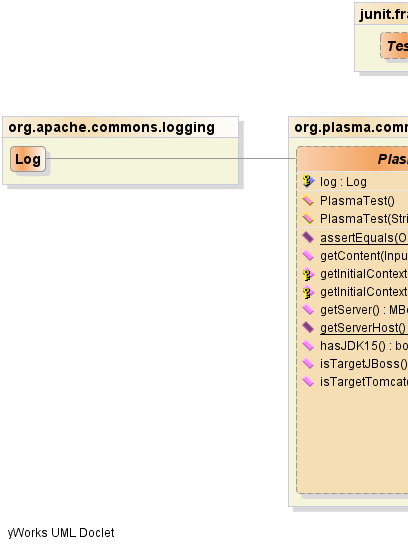 junit.fra
Tes
org.apache.commons.logging
Log
org.plasma.comm
Plas
log : Log
PlasmaTest()
PlasmaTest(Stri
assertEquals(O
getContent(Inpu
getInitialContext
getInitialContext
getServer() : MBe
getServerHost()
hasJDK15() : bo
isTargetJBoss()
isTargetTomcat(
yWorks UML Doclet